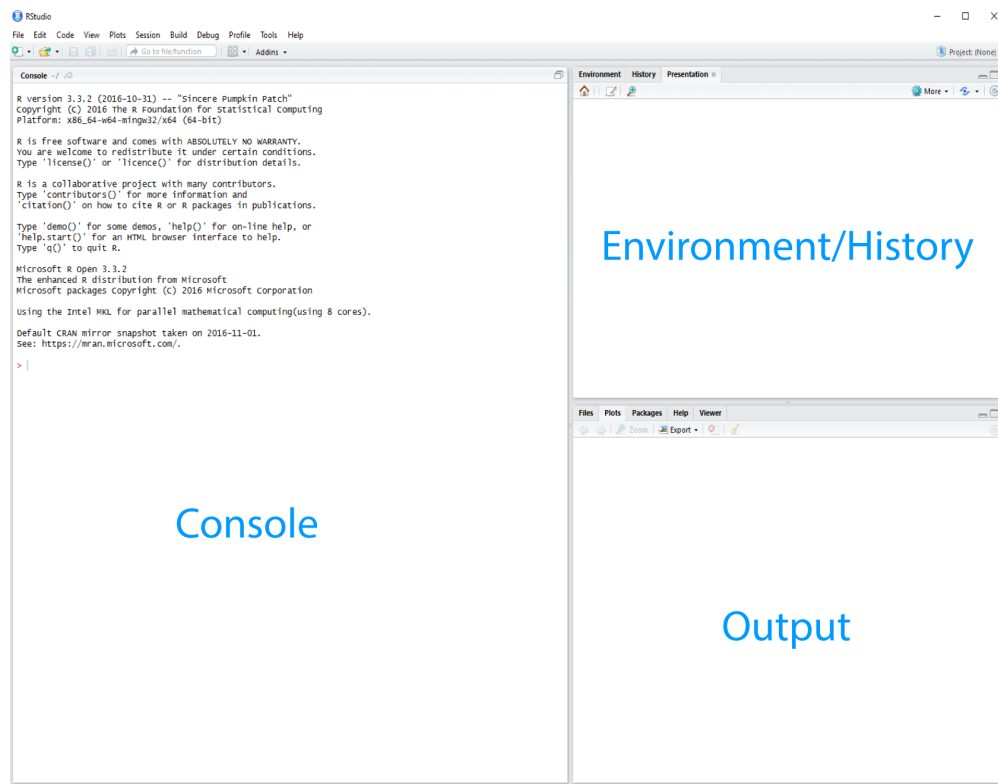 RStudio
File Edit Code View Plots Session Build Debug Profile Tools Help
Go to file/function Addins
Project: (None)
Console ~/
R version 3.3.2 (2016-10-31) -- "Sincere Pumpkin Patch"
Copyright (C) 2016 The R Foundation for Statistical Computing
Platform: x86_64-w64-mingw32/x64 (64-bit)
R is free software and comes with ABSOLUTELY NO WARRANTY.
You are welcome to redistribute it under certain conditions.
Type 'license()' or 'licence()' for distribution details.
R is a collaborative project with many contributors.
Type 'contributors()' for more information and
'citation()' on how to cite R or R packages in publications.
Type 'demo()' for some demos, 'help()' for on-line help, or
'help.start()' for an HTML browser interface to help.
Type 'q()' to quit R.
Microsoft R Open 3.3.2
The enhanced R distribution from Microsoft
Microsoft packages Copyright (C) 2016 Microsoft Corporation
Using the Intel MKL for parallel mathematical computing(using 8 cores).
Default CRAN mirror snapshot taken on 2016-11-01.
See: https://mran.microsoft.com/.
>
Console
Environment History Presentation
More
Environment/History
Files Plots Packages Help Viewer
Zoom Export
Output